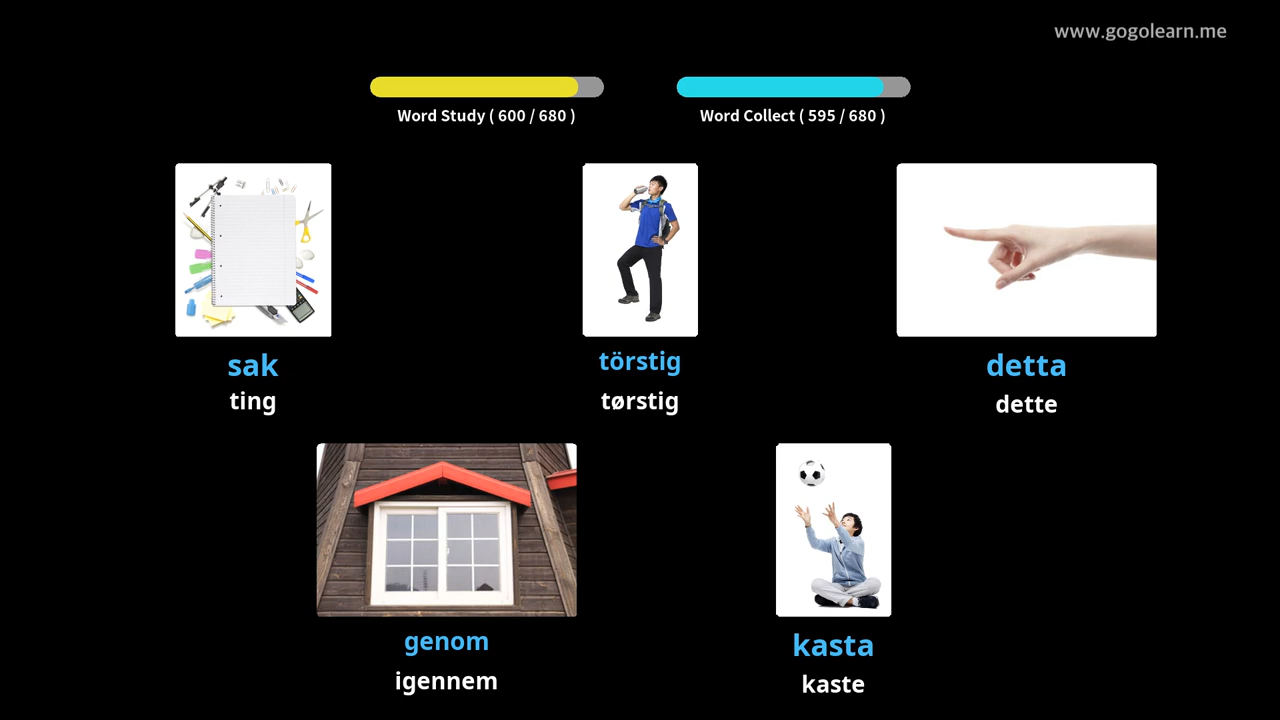 www.gogolearn.me
Word Study ( 600 / 680 )
Word Collect ( 595 / 680 )
sak
ting
törstig
tørstig
detta
dette
genom
igennem
kasta
kaste